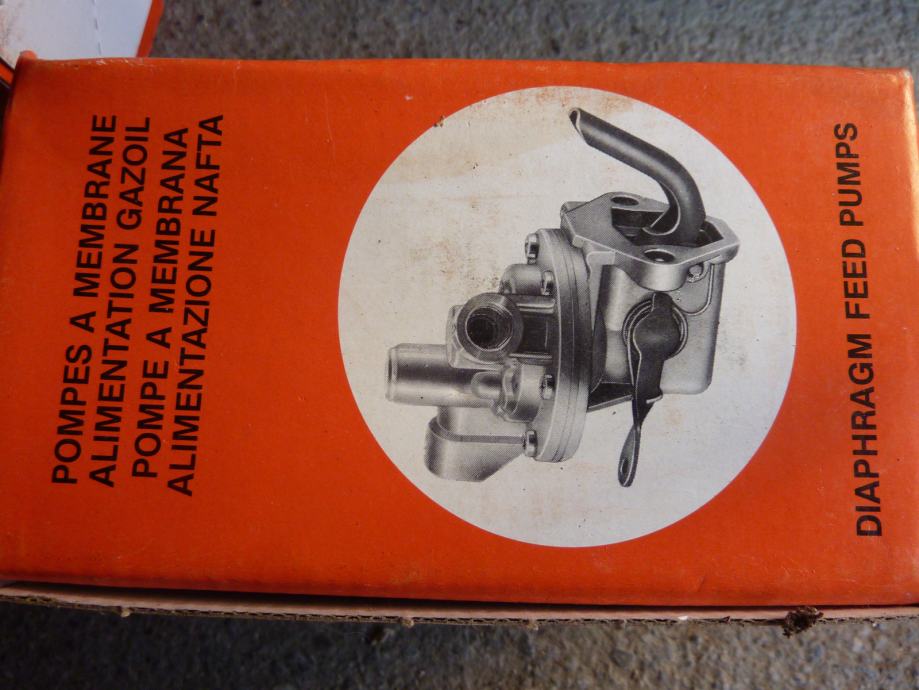 POMPES A MEMBRANE
ALIMENTATION GAZOIL
POMPE A MEMBRANA
ALIMENTAZIONE NAFTA
DIAPHRAGM FEED PUMPS